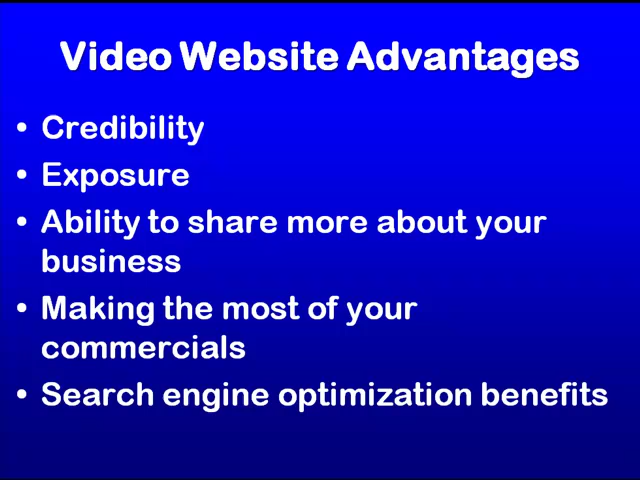 Video Website Advantages
• Credibility
• Exposure
• Ability to share more about your
business
• Making the most of your
commercials
• Search engine optimization benefits